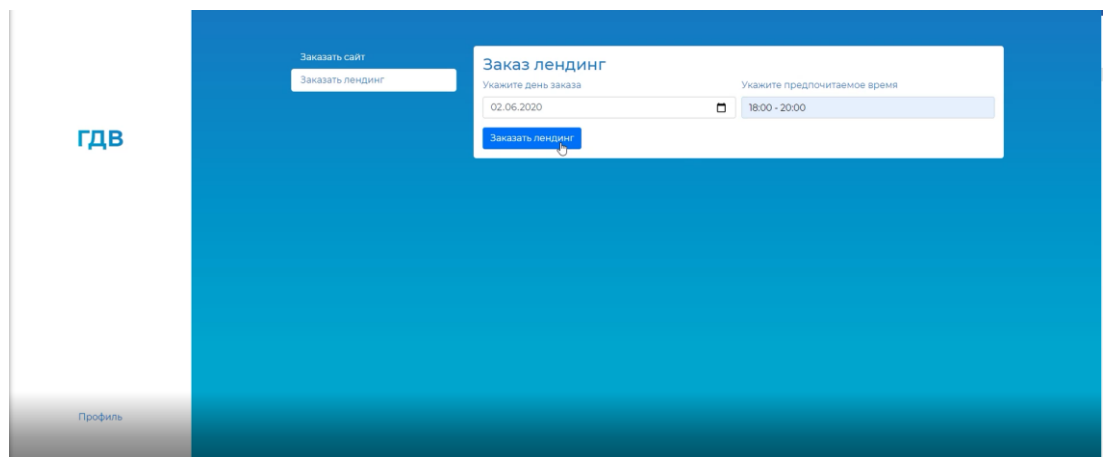 ГДВ
Профиль
Заказать сайт
Заказать лендинг
Заказ лендинг
Укажите день заказа
02.06.2020
Укажите предпочитаемое время
18:00 - 20:00
Заказать лендинг